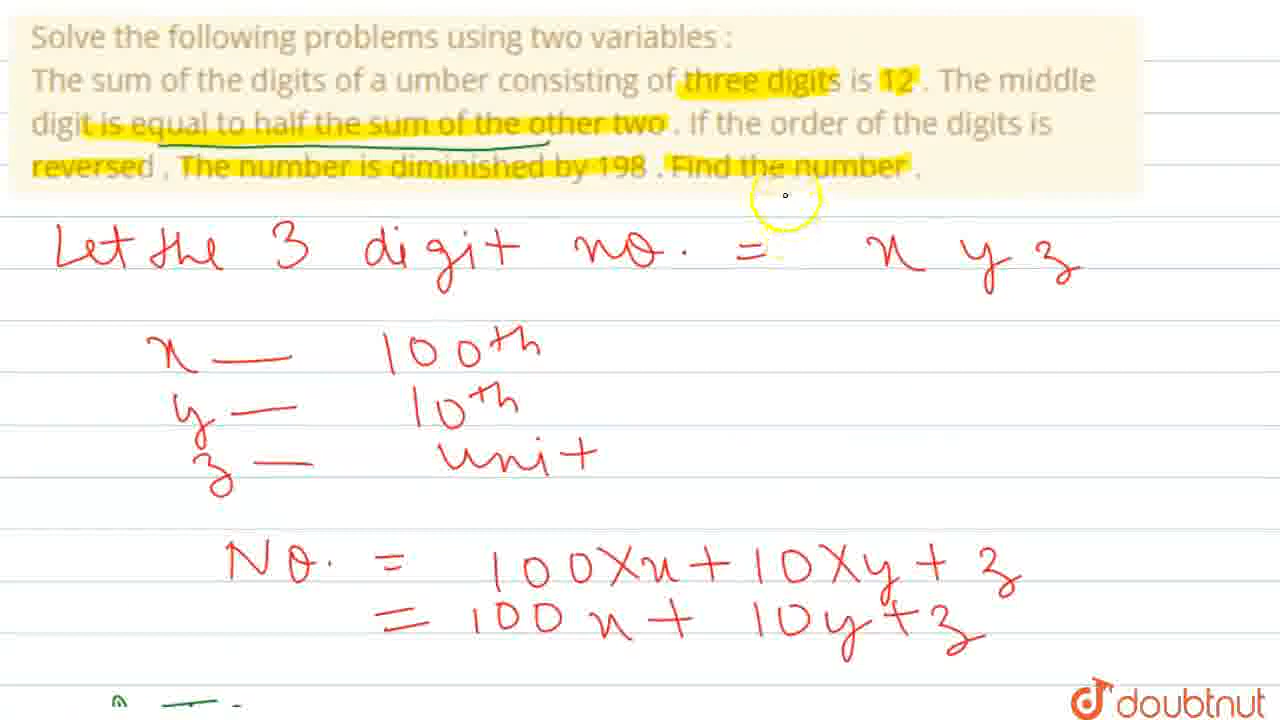 Solve the following problems using two variables :
The sum of the digits of a umber consisting of three digits is 12 . The middle
digit is equal to half the sum of the other two . If the order of the digits is
reversed . The number is diminished by 198 . Find the number .
Let the 3 digit no. = x y z
x — 100th
y — 10th
z — unit
No. = 100×x + 10×y + z
= 100x + 10y + z
doubtnut